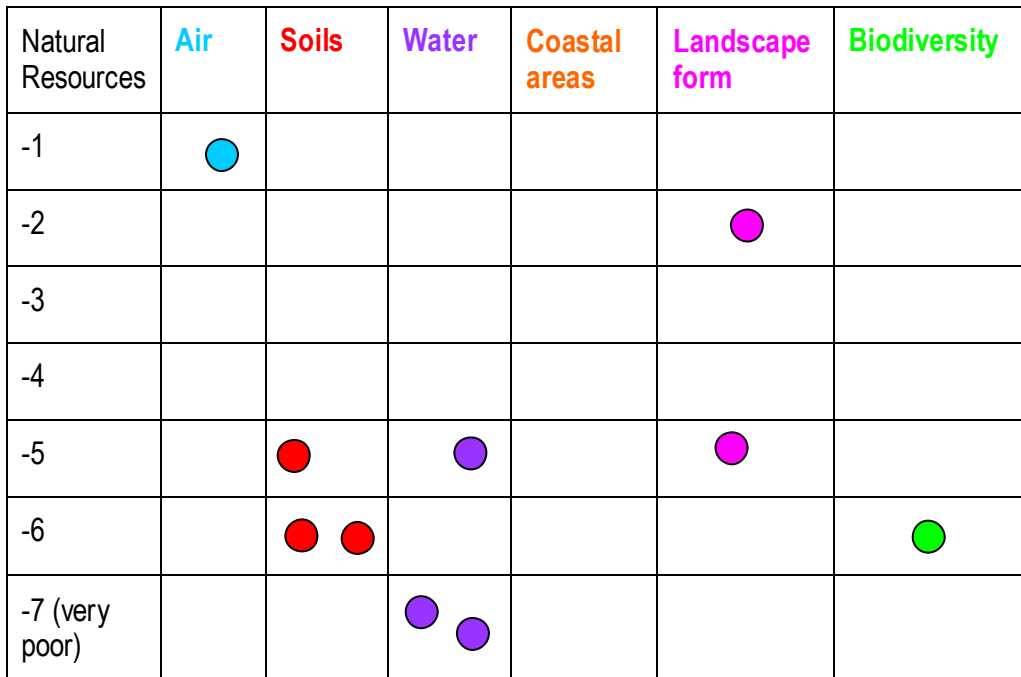 Natural
Resources
Air
Soils
Water
Coastal
areas
Landscape
form
Biodiversity
-1
-2
-3
-4
-5
-6
-7 (very
poor)